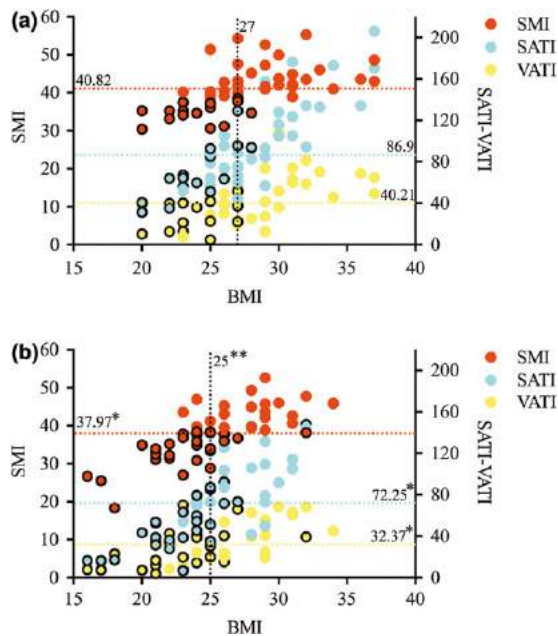 (a)
27
SMI
SATI
VATI
60
50
40
30
20
10
0
SMI
40.82
86.9
40.21
200
160
120
80
40
0
SATI-VATI
15 20 25 30 35 40
BMI
(b)
25**
SMI
SATI
VATI
60
50
40
30
20
10
0
SMI
37.97*
72.25*
32.37*
200
160
120
80
40
0
SATI-VATI
15 20 25 30 35 40
BMI